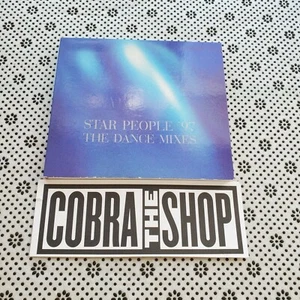 STAR PEOPLE '97
THE DANCE MIXES
COBRA THE SHOP